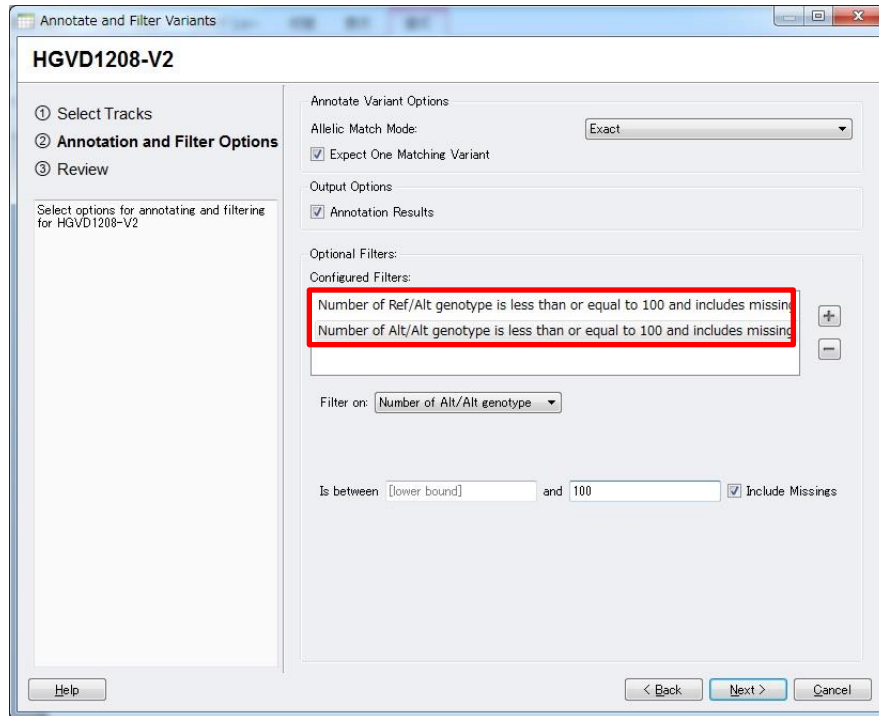 Annotate and Filter Variants
HGVD1208-V2
① Select Tracks
② Annotation and Filter Options
③ Review
Select options for annotating and filtering
for HGVD1208-V2
Annotate Variant Options
Allelic Match Mode: Exact
Expect One Matching Variant
Output Options
Annotation Results
Optional Filters:
Configured Filters:
Number of Ref/Alt genotype is less than or equal to 100 and includes missing
Number of Alt/Alt genotype is less than or equal to 100 and includes missing
Filter on: Number of Alt/Alt genotype
Is between [lower bound] and 100 Include Missings
Help < Back Next > Cancel